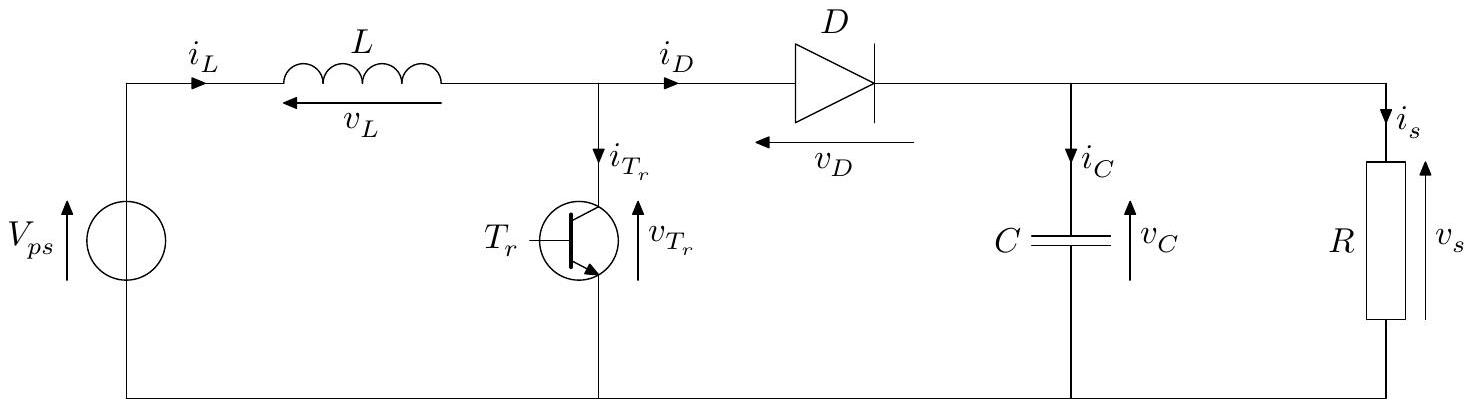 i_L
L
v_L
i_D
D
v_D
i_{T_r}
i_C
i_s
V_{ps}
T_r
v_{T_r}
C
v_C
R
v_s